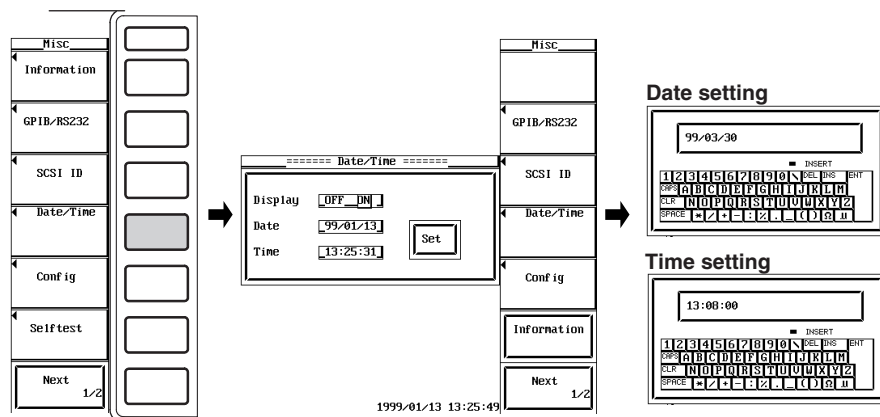 Misc
Information
GPIB/RS232
SCSI ID
Date/Time
Config
Selftest
Next
1/2
======= Date/Time =======
Display OFF ON
Date 99/01/13
Time 13:25:31
Set
1999/01/13 13:25:49
Misc
GPIB/RS232
SCSI ID
Date/Time
Config
Information
Next
1/2
Date setting
99/03/30
INSERT
1 2 3 4 5 6 7 8 9 0 \ DEL INS ENT
CAPS A B C D E F G H I J K L M
CLR N O P Q R S T U V W X Y Z
SPACE * / + - : % . _ ( ) Ω μ
Time setting
13:08:00
INSERT
1 2 3 4 5 6 7 8 9 0 \ DEL INS ENT
CAPS A B C D E F G H I J K L M
CLR N O P Q R S T U V W X Y Z
SPACE * / + - : % . _ ( ) Ω μ